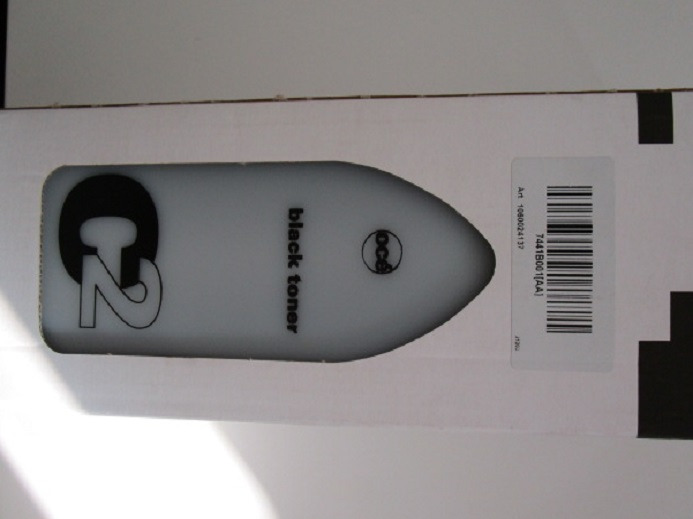 océ
black toner
C2
7441B001[AA]
Art. 1060024137